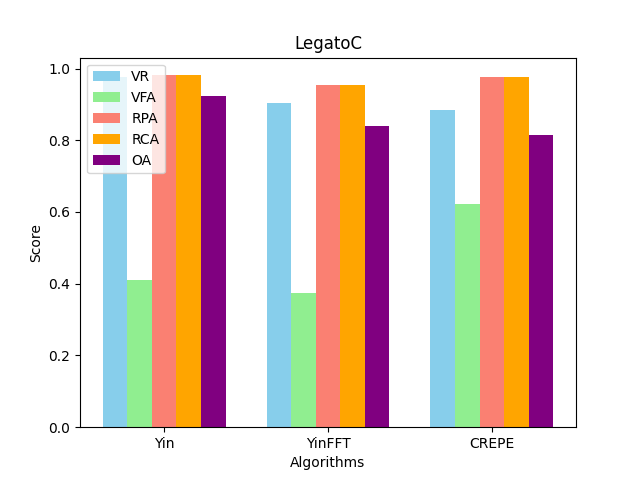 LegatoC
VR
VFA
RPA
RCA
OA
1.0
0.8
0.6
0.4
0.2
0.0
Score
Yin
YinFFT
CREPE
Algorithms